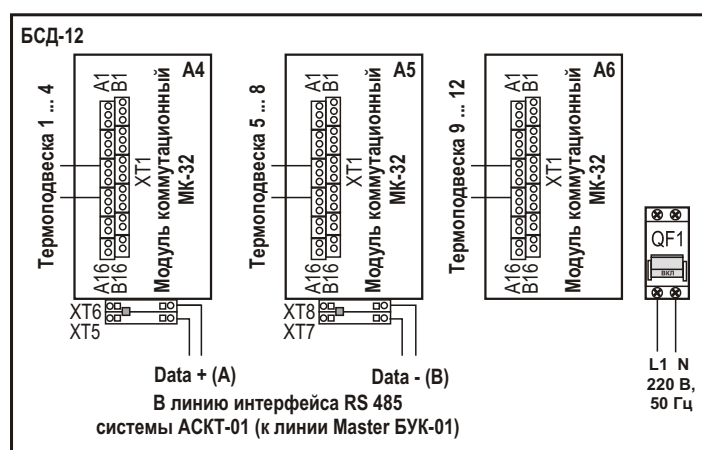 БСД-12
Термоподвеска 1 ... 4
A1
B1
XT1
A16
B16
Модуль коммутационный
МК-32
A4
Термоподвеска 5 ... 8
A1
B1
XT1
A16
B16
Модуль коммутационный
МК-32
A5
Термоподвеска 9 ... 12
A1
B1
XT1
A16
B16
Модуль коммутационный
МК-32
A6
QF1
ВКЛ
XT6
XT5
XT8
XT7
L1 N
220 В,
50 Гц
Data + (A)
Data - (B)
В линию интерфейса RS 485
системы АСКТ-01 (к линии Master БУК-01)